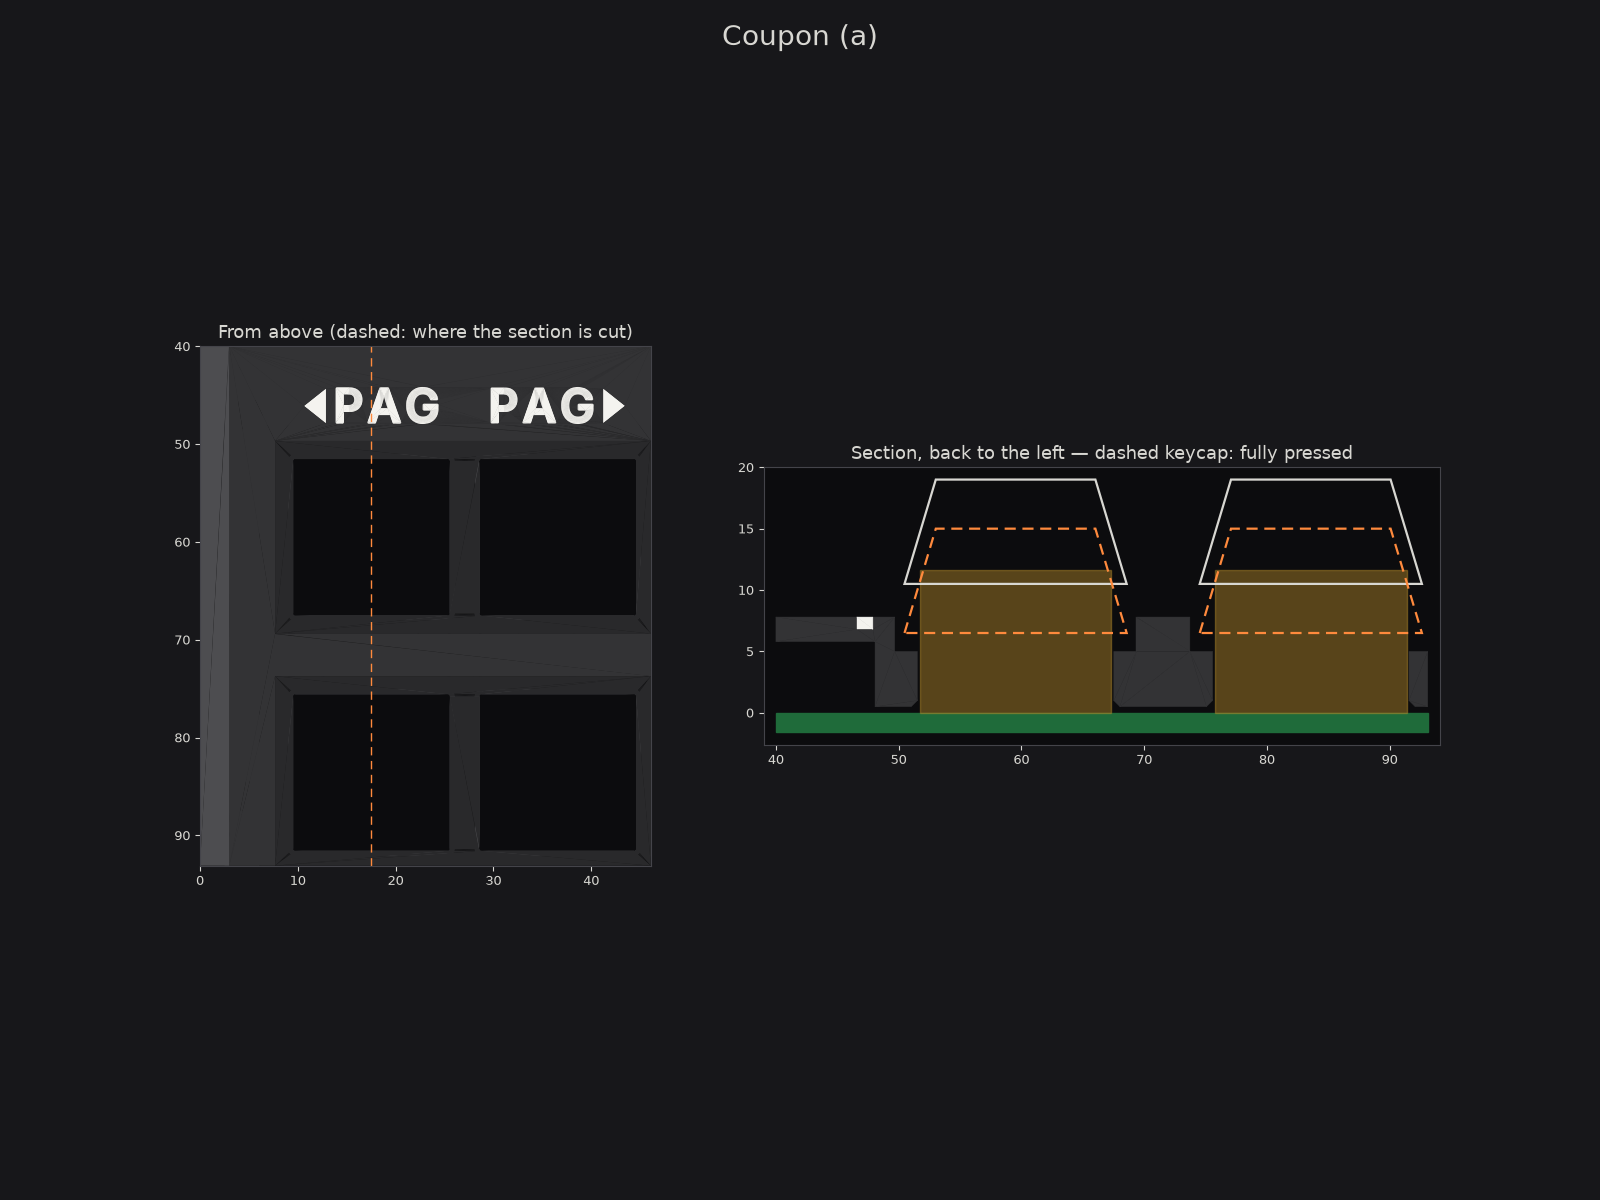 Coupon (a)
From above (dashed: where the section is cut)
40
◀PAG PAG▶
50
60
70
80
90
0 10 20 30 40
Section, back to the left — dashed keycap: fully pressed
20
15
10
5
0
40 50 60 70 80 90